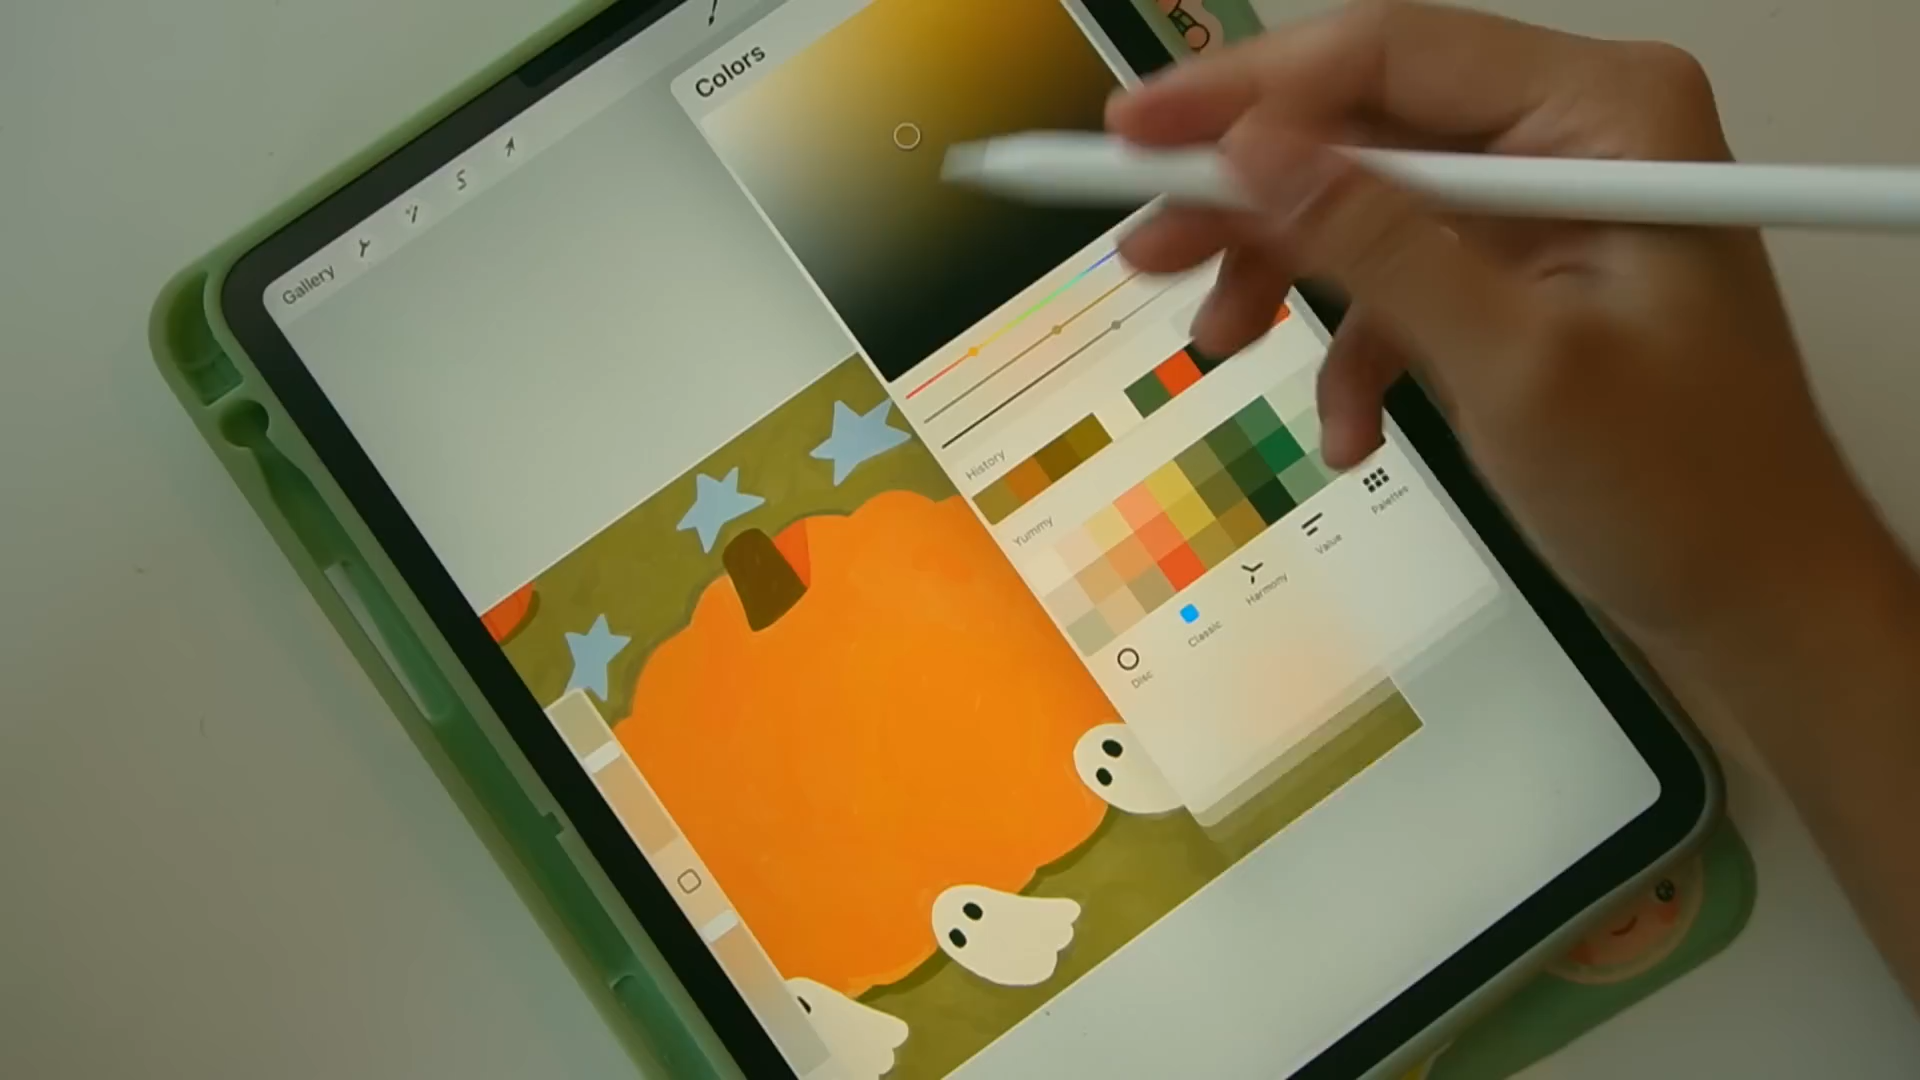 Gallery
Colors
History
Yummy
Disc
Classic
Harmony
Value
Palettes